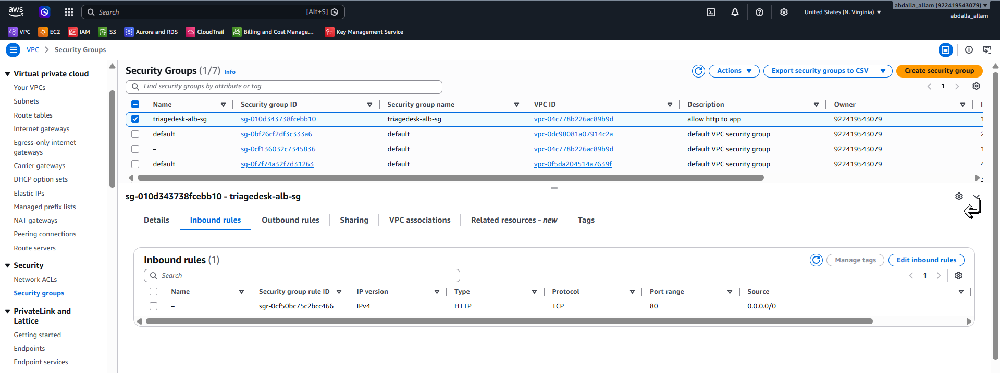 aws
Search
[Alt+S]
United States (N. Virginia)
abdalla_allam (922419543079)
abdalla_allam
VPC
EC2
IAM
S3
Aurora and RDS
CloudTrail
Billing and Cost Manage...
Key Management Service
VPC
Security Groups
Virtual private cloud
Your VPCs
Subnets
Route tables
Internet gateways
Egress-only internet
gateways
Carrier gateways
DHCP option sets
Elastic IPs
Managed prefix lists
NAT gateways
Peering connections
Route servers
Security
Network ACLs
Security groups
PrivateLink and
Lattice
Getting started
Endpoints
Endpoint services
Security Groups (1/7) Info
Actions
Export security groups to CSV
Create security group
Find security groups by attribute or tag
1
Name Security group ID Security group name VPC ID Description Owner
triagedesk-alb-sg sg-010d343738fcebb10 triagedesk-alb-sg vpc-04c778b226ac89b9d allow http to app 922419543079
default sg-0bf26cf2df3c333a6 default vpc-0dc98081a07914c2a default VPC security group 922419543079
– sg-0cf136032c7345836 default vpc-04c778b226ac89b9d default VPC security group 922419543079
default sg-0f7f74a32f7d31263 default vpc-0f5da204514a7639f default VPC security group 922419543079
sg-010d343738fcebb10 - triagedesk-alb-sg
Details
Inbound rules
Outbound rules
Sharing
VPC associations
Related resources - new
Tags
Inbound rules (1)
Manage tags
Edit inbound rules
Search
1
Name Security group rule ID IP version Type Protocol Port range Source
– sgr-0cf50bc75c2bcc466 IPv4 HTTP TCP 80 0.0.0.0/0